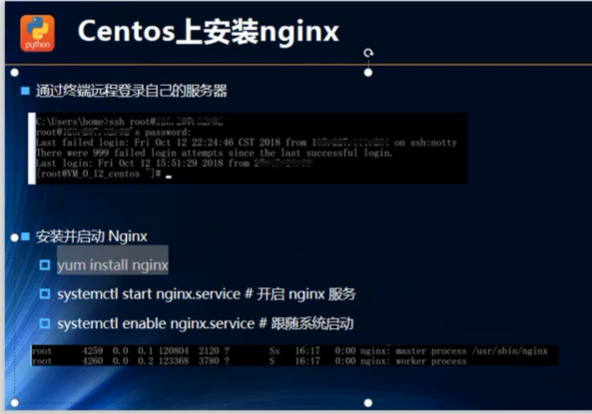 python
Centos上安装nginx
通过终端远程登录自己的服务器
C:\Users\home>ssh root@
root@ 's password:
Last failed login: Fri Oct 12 22:24:46 CST 2018 from on ssh:notty
There were 999 failed login attempts since the last successful login.
Last login: Fri Oct 12 15:51:29 2018 from
[root@VM_0_12_centos ~]#
安装并启动 Nginx
yum install nginx
systemctl start nginx.service # 开启 nginx 服务
systemctl enable nginx.service # 跟随系统启动
root 4259 0.0 0.1 120804 2120 ? Ss 16:17 0:00 nginx: master process /usr/sbin/nginx
root 4260 0.0 0.2 123368 3780 ? S 16:17 0:00 nginx: worker process